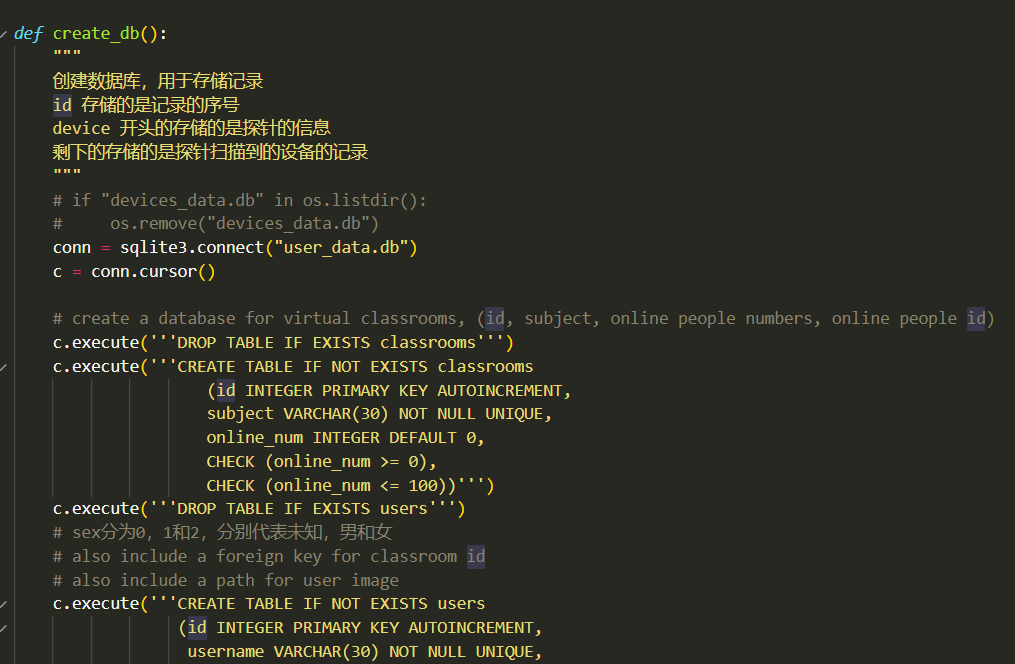 def create_db():
"""
创建数据库，用于存储记录
id 存储的是记录的序号
device 开头的存储的是探针的信息
剩下的存储的是探针扫描到的设备的记录
"""
# if "devices_data.db" in os.listdir():
#     os.remove("devices_data.db")
conn = sqlite3.connect("user_data.db")
c = conn.cursor()
# create a database for virtual classrooms, (id, subject, online people numbers, online people id)
c.execute('''DROP TABLE IF EXISTS classrooms''')
c.execute('''CREATE TABLE IF NOT EXISTS classrooms
(id INTEGER PRIMARY KEY AUTOINCREMENT,
subject VARCHAR(30) NOT NULL UNIQUE,
online_num INTEGER DEFAULT 0,
CHECK (online_num >= 0),
CHECK (online_num <= 100))''')
c.execute('''DROP TABLE IF EXISTS users''')
# sex分为0，1和2，分别代表未知，男和女
# also include a foreign key for classroom id
# also include a path for user image
c.execute('''CREATE TABLE IF NOT EXISTS users
(id INTEGER PRIMARY KEY AUTOINCREMENT,
username VARCHAR(30) NOT NULL UNIQUE,